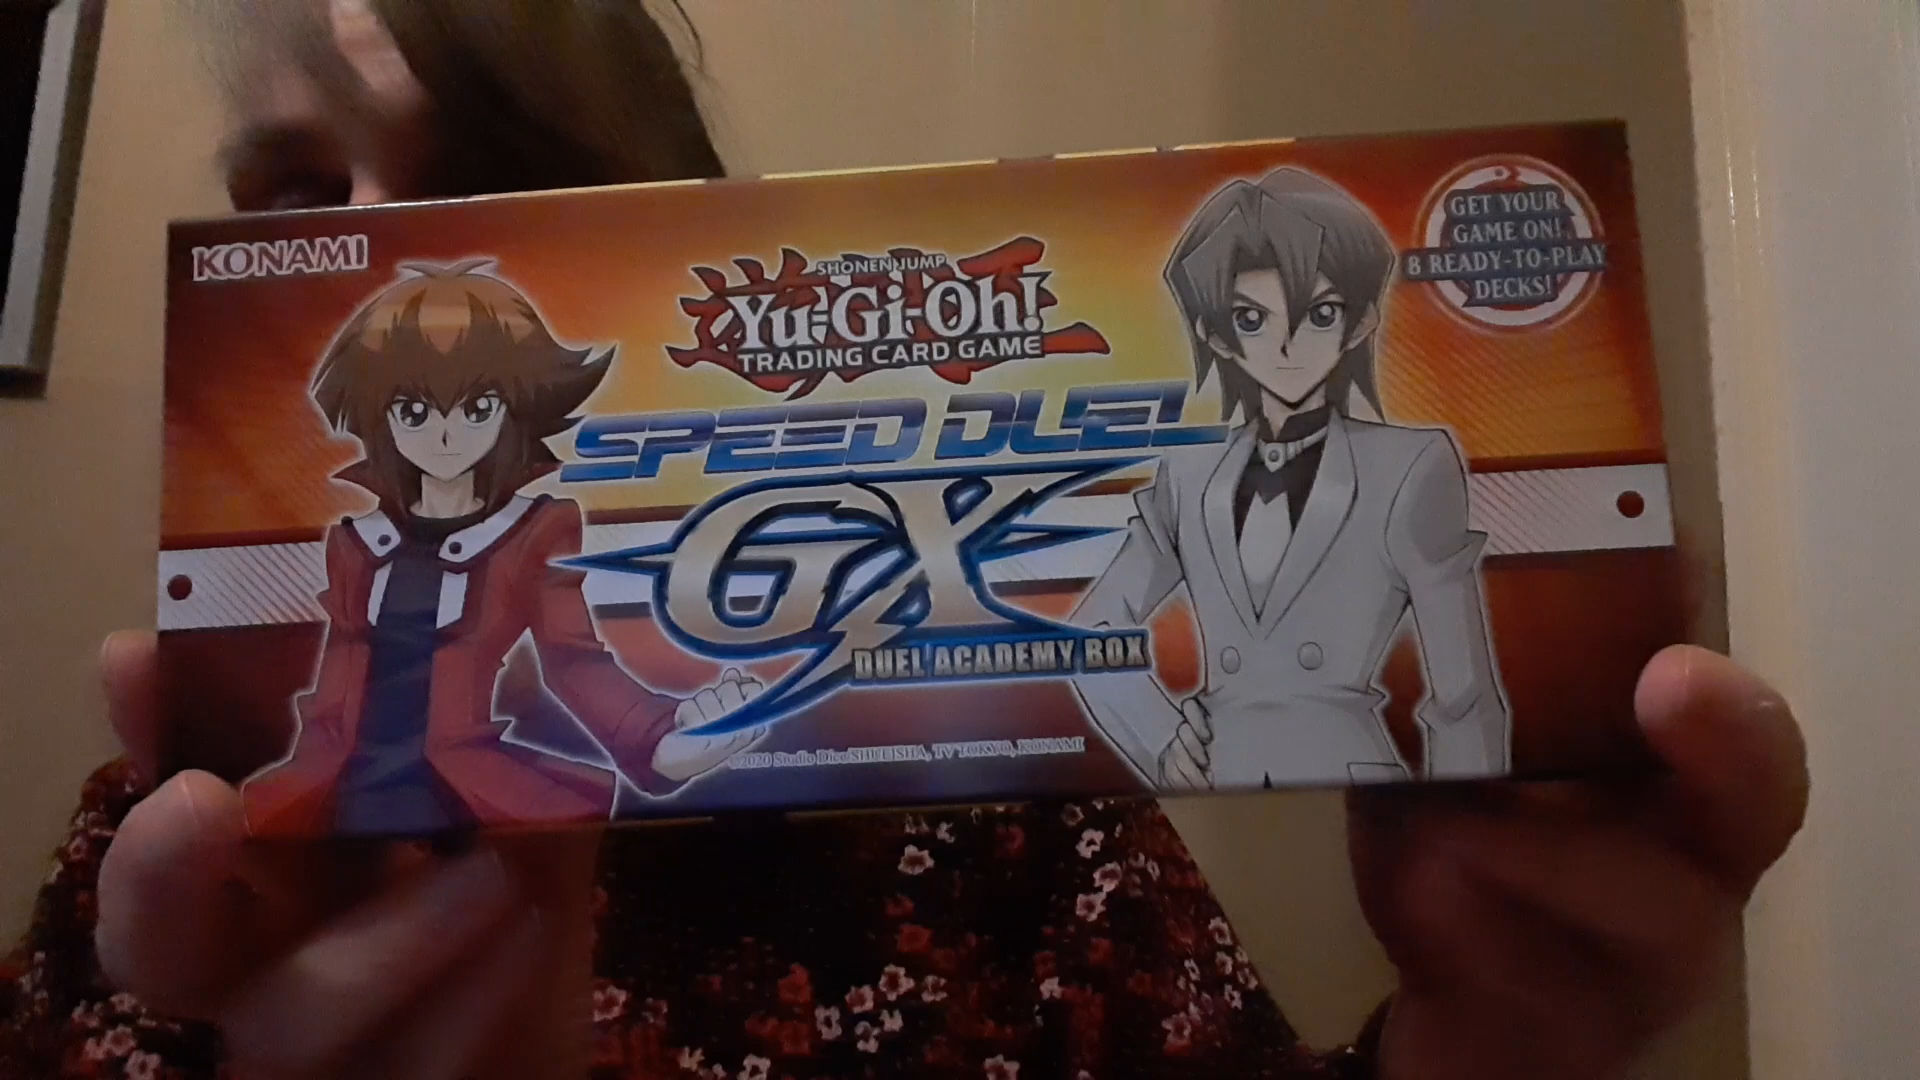 KONAMI
SHONEN JUMP
Yu-Gi-Oh!
TRADING CARD GAME
SPEED DUEL
GX
DUEL ACADEMY BOX
GET YOUR
GAME ON!
8 READY-TO-PLAY
DECKS!
©2020 Studio Dice/SHUEISHA, TV TOKYO, KONAMI